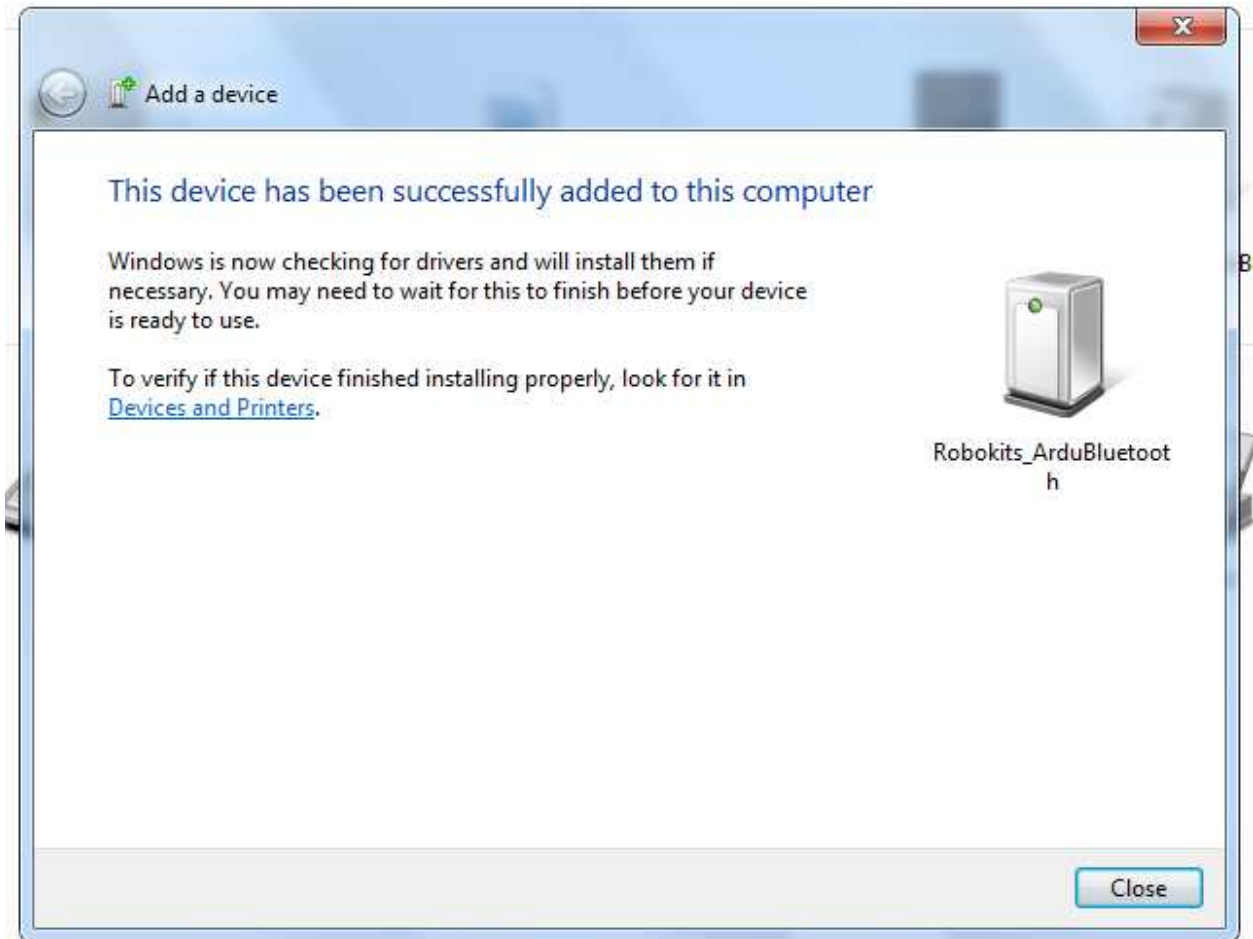 Add a device
This device has been successfully added to this computer
Windows is now checking for drivers and will install them if
necessary. You may need to wait for this to finish before your device
is ready to use.
To verify if this device finished installing properly, look for it in
Devices and Printers.
Robokits_ArduBluetoot
h
B
Close